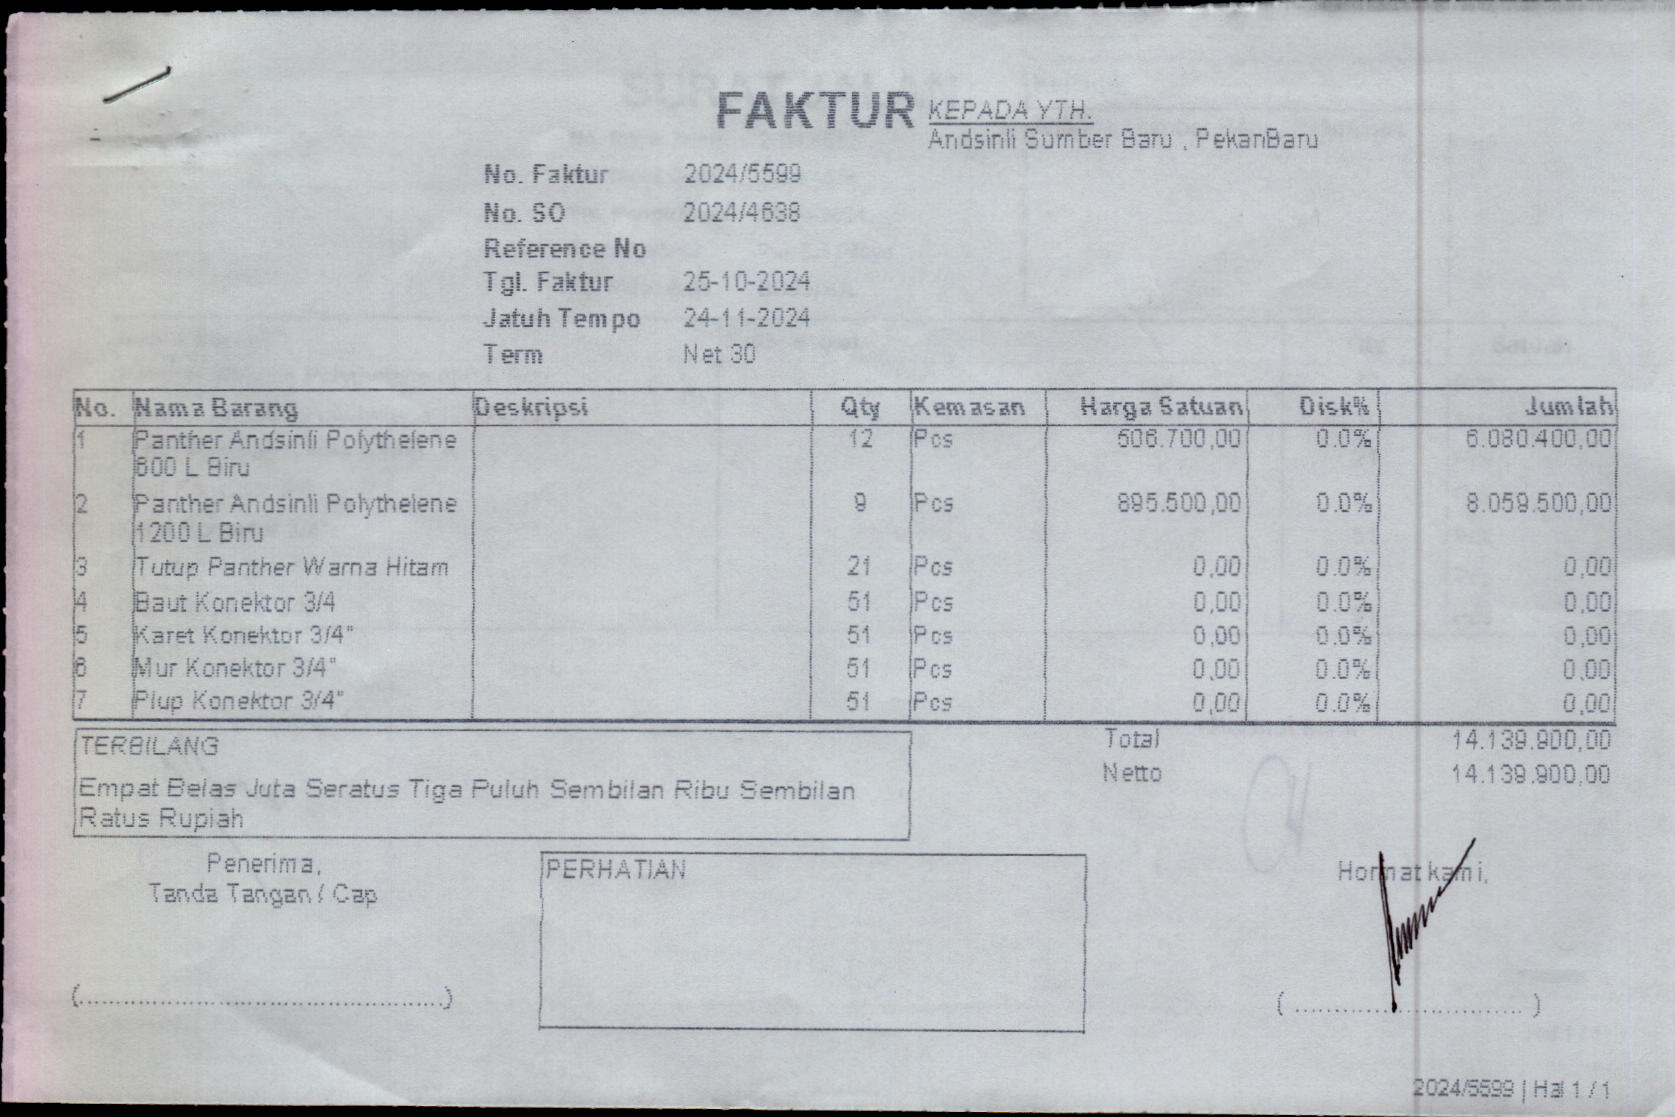 FAKTUR KEPADA YTH.
Andsinli Sumber Baru , PekanBaru
No. Faktur 2024/5599
No. SO 2024/4638
Reference No
Tgl. Faktur 25-10-2024
Jatuh Tempo 24-11-2024
Term Net 30
No. Nama Barang Deskripsi Qty Kemasan Harga Satuan Disk% Jumlah
1 Panther Andsinli Polythelene 12 Pcs 506.700,00 0.0% 6.080.400,00
600 L Biru
2 Panther Andsinli Polythelene 9 Pcs 895.500,00 0.0% 8.059.500,00
1200 L Biru
3 Tutup Panther Warna Hitam 21 Pcs 0,00 0.0% 0,00
4 Baut Konektor 3/4 51 Pcs 0,00 0.0% 0,00
5 Karet Konektor 3/4" 51 Pcs 0,00 0.0% 0,00
6 Mur Konektor 3/4" 51 Pcs 0,00 0.0% 0,00
7 Plup Konektor 3/4" 51 Pcs 0,00 0.0% 0,00
TERBILANG
Empat Belas Juta Seratus Tiga Puluh Sembilan Ribu Sembilan
Ratus Rupiah
Total 14.139.900,00
Netto 14.139.900,00
Penerima,
Tanda Tangan / Cap
(..............................................)
PERHATIAN
Hormat kami,
( .............................. )
2024/5599 | Hal 1 / 1